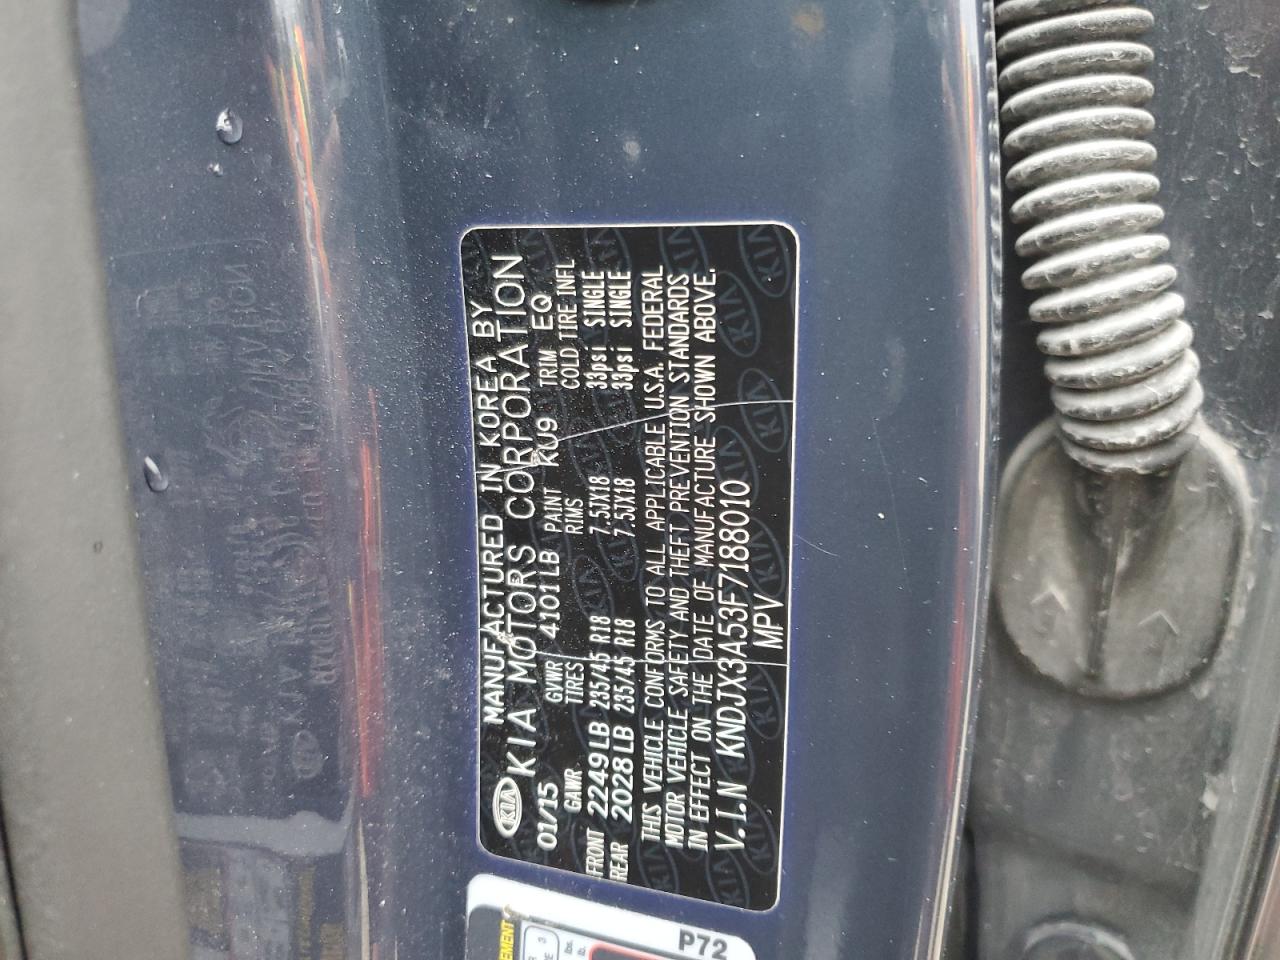 MANUFACTURED IN KOREA BY
KIA KIA MOTORS CORPORATION
01/15 GVWR 4101LB PAINT KU9 TRIM EQ
GAWR TIRES RIMS COLD TIRE INFL
FRONT 2249LB 235/45 R18 7.5JX18 33psi SINGLE
REAR 2028LB 235/45 R18 7.5JX18 33psi SINGLE
THIS VEHICLE CONFORMS TO ALL APPLICABLE U.S.A. FEDERAL
MOTOR VEHICLE SAFETY AND THEFT PREVENTION STANDARDS
IN EFFECT ON THE DATE OF MANUFACTURE SHOWN ABOVE.
V.I.N KNDJX3A53F7188010
MPV
P72